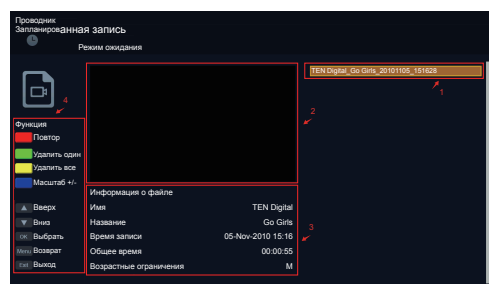 Проводник
Запланированная запись
Режим ожидания
TEN Digital_Go Girls_20101105_151628
1
4
2
Функция
Повтор
Удалить один
Удалить все
Масштаб +/-
Вверх
Вниз
OK Выбрать
Menu Возврат
Exit Выход
Информация о файле
Имя TEN Digital
Название Go Girls
Время записи 05-Nov-2010 15:16
Общее время 00:00:55
Возрастные ограничения M
3